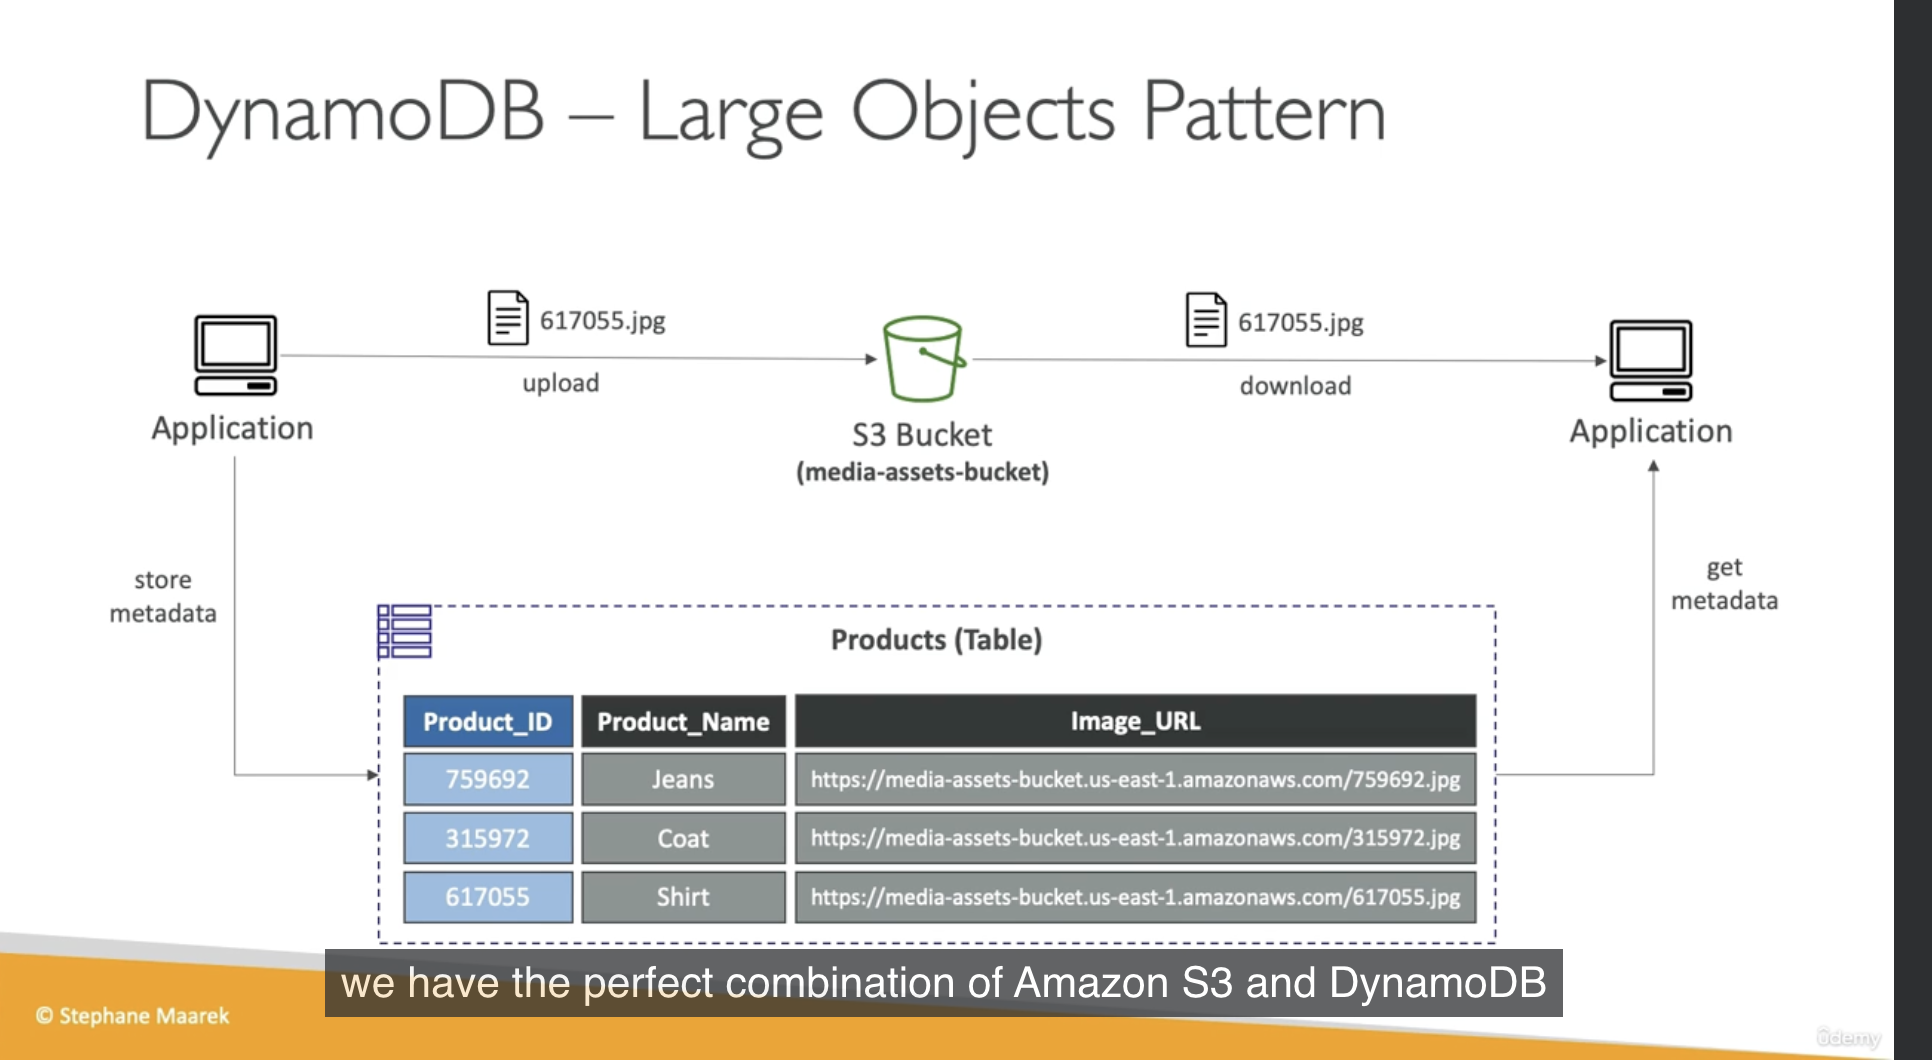 DynamoDB – Large Objects Pattern
617055.jpg
upload
617055.jpg
download
Application
S3 Bucket
(media-assets-bucket)
Application
store
metadata
get
metadata
Products (Table)
Product_ID Product_Name Image_URL
759692 Jeans https://media-assets-bucket.us-east-1.amazonaws.com/759692.jpg
315972 Coat https://media-assets-bucket.us-east-1.amazonaws.com/315972.jpg
617055 Shirt https://media-assets-bucket.us-east-1.amazonaws.com/617055.jpg
we have the perfect combination of Amazon S3 and DynamoDB
© Stephane Maarek
ûdemy